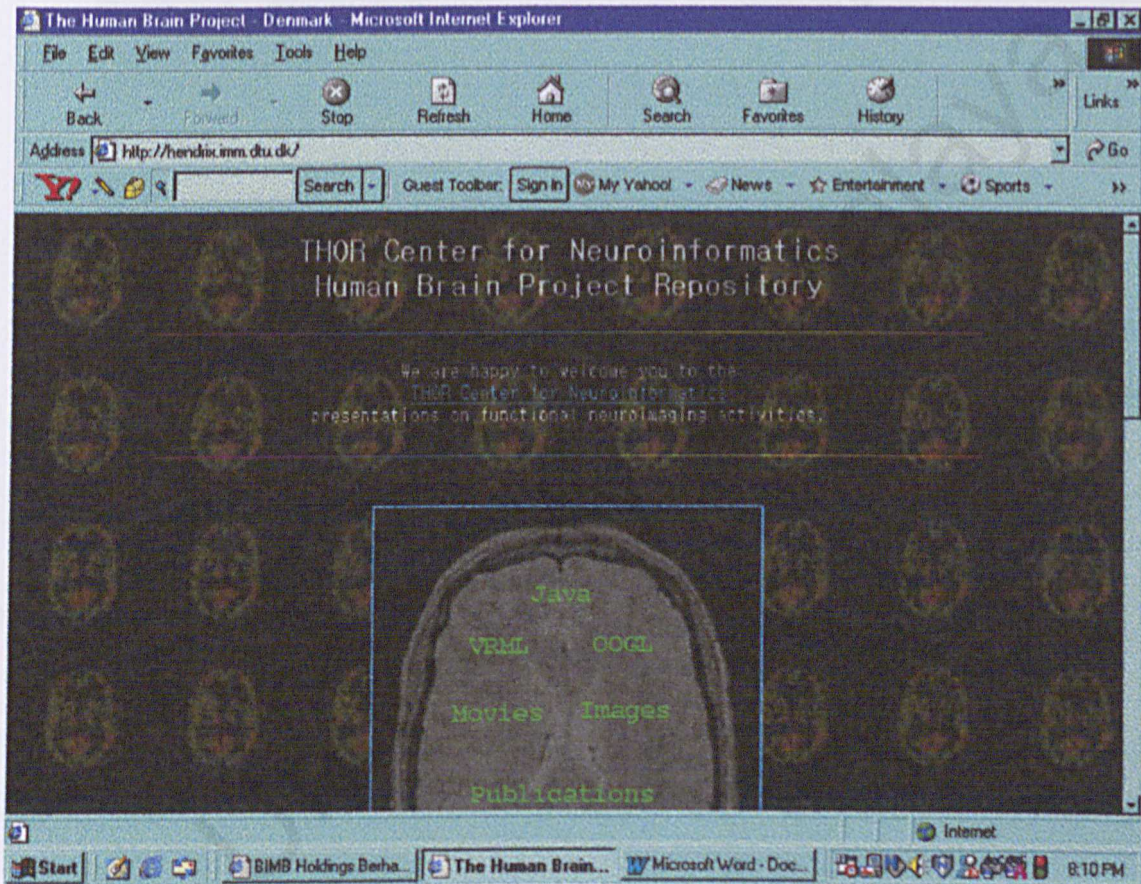 The Human Brain Project - Denmark - Microsoft Internet Explorer
File Edit View Favorites Tools Help
Back Forward Stop Refresh Home Search Favorites History » Links »
Address http://hendrix.imm.dtu.dk/ Go
Y! Search Guest Toolbar: Sign In My Yahoo! News Entertainment Sports »
THOR Center for Neuroinformatics
Human Brain Project Repository
We are happy to welcome you to the
THOR Center for Neuroinformatics
presentations on functional neuroimaging activities.
Java
VRML OOGL
Movies Images
Publications
Internet
Start BIMB Holdings Berha... The Human Brain... Microsoft Word - Doc... 8:10 PM